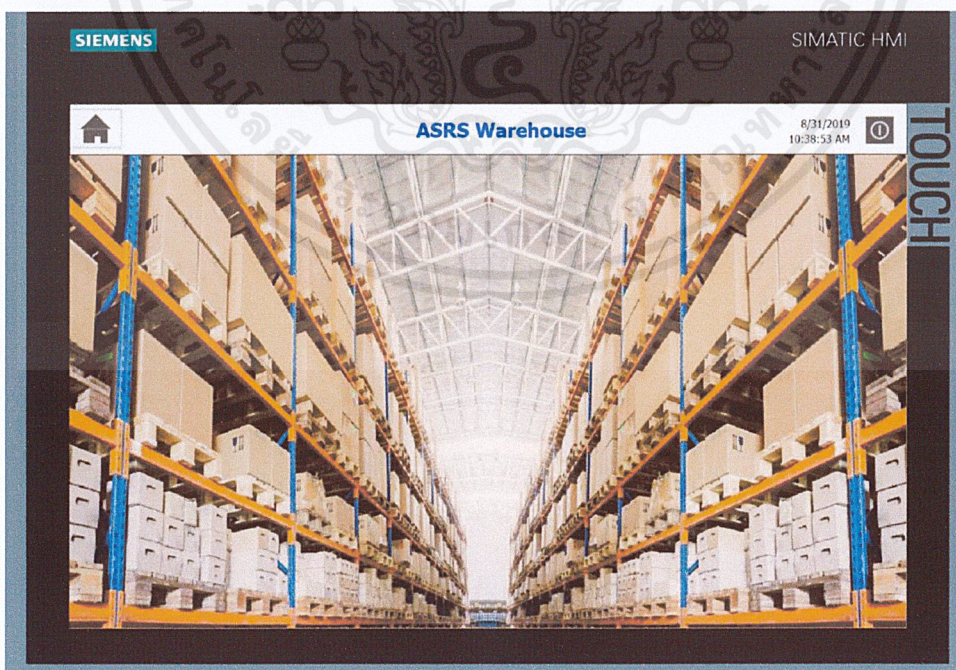 SIEMENS
SIMATIC HMI
TOUCH
ASRS Warehouse
8/31/2019
10:38:53 AM